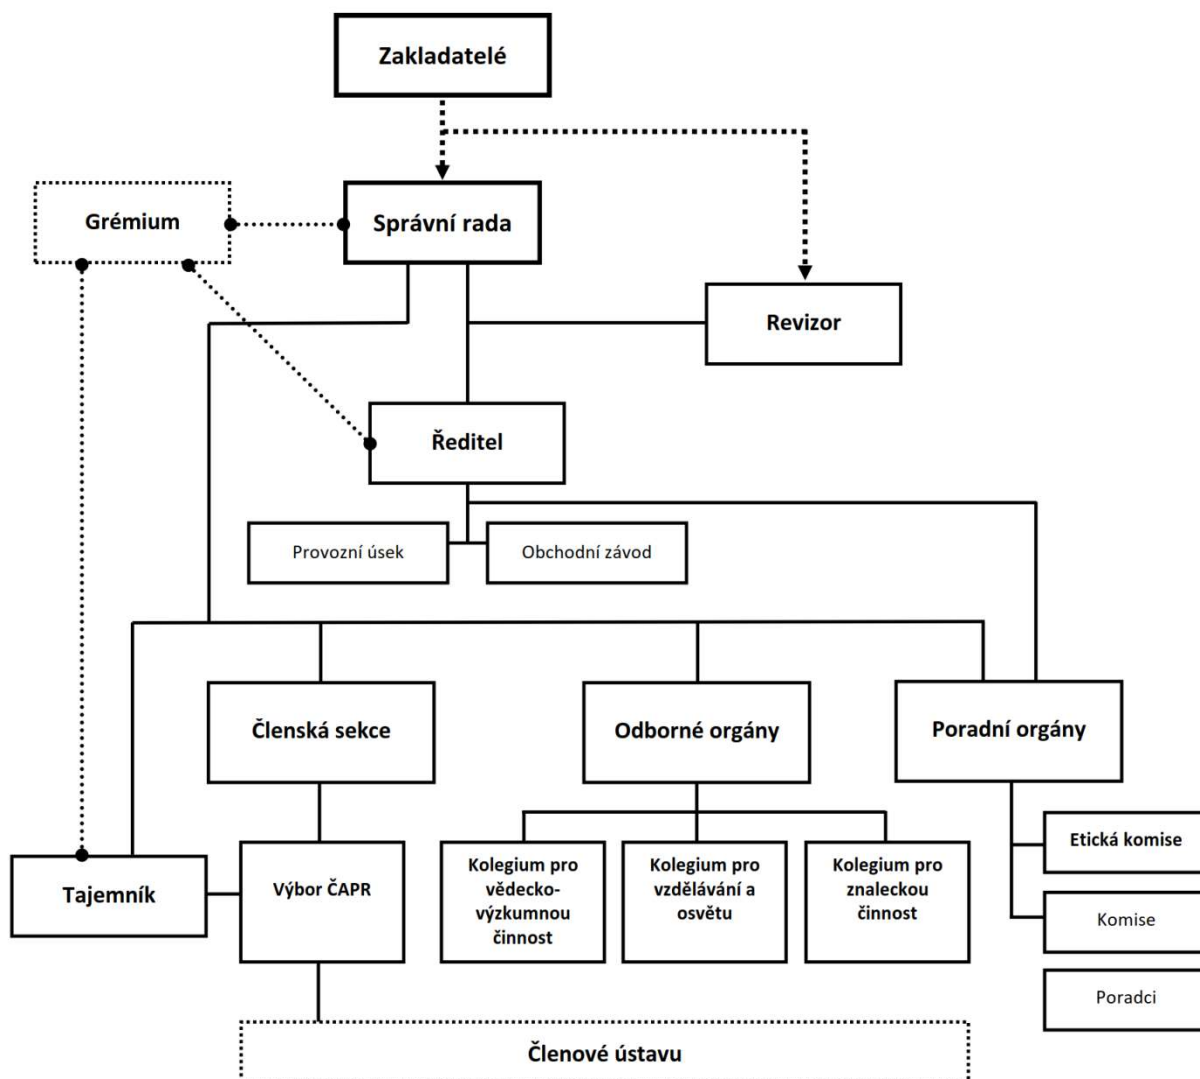 Zakladatelé
Grémium
Správní rada
Revizor
Ředitel
Provozní úsek
Obchodní závod
Členská sekce
Odborné orgány
Poradní orgány
Tajemník
Výbor ČAPR
Kolegium pro
vědecko-
výzkumnou
činnost
Kolegium pro
vzdělávání a
osvětu
Kolegium pro
znaleckou
činnost
Etická komise
Komise
Poradci
Členové ústavu